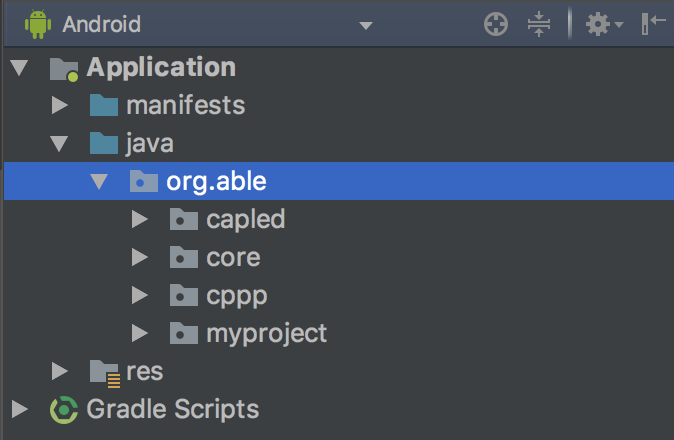 Android
Application
manifests
java
org.able
capled
core
cppp
myproject
res
Gradle Scripts